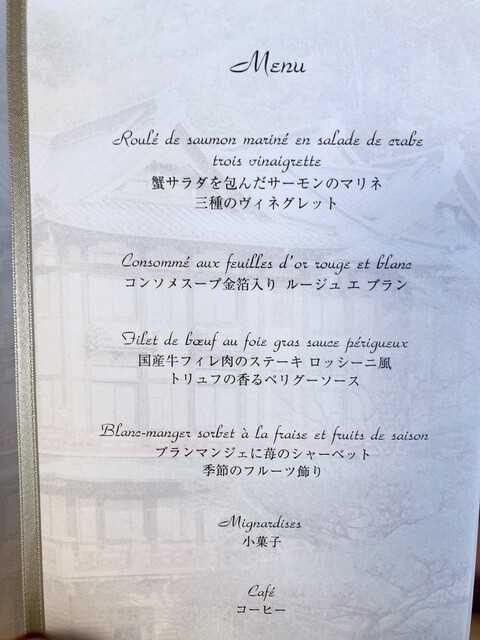 Menu
Roulé de saumon mariné en salade de crabe
trois vinaigrette
蟹サラダを包んだサーモンのマリネ
三種のヴィネグレット
Consommé aux feuilles d'or rouge et blanc
コンソメスープ金箔入り ルージュ エ ブラン
Filet de bœuf au foie gras sauce périgueux
国産牛フィレ肉のステーキ ロッシーニ風
トリュフの香るペリグーソース
Blanc-manger sorbet à la fraise et fruits de saison
ブランマンジェに苺のシャーベット
季節のフルーツ飾り
Mignardises
小菓子
Café
コーヒー